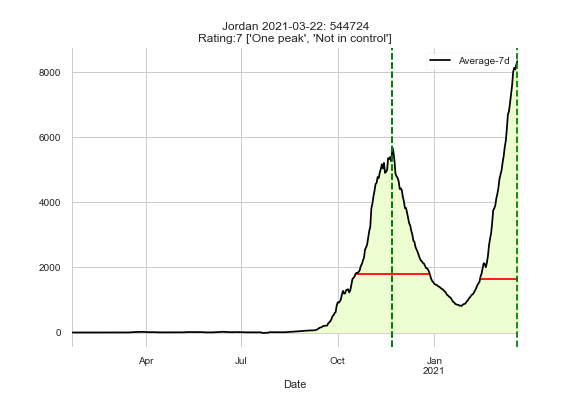 Jordan 2021-03-22: 544724
Rating:7 ['One peak', 'Not in control']
Average-7d
8000
6000
4000
2000
0
Apr
Jul
Oct
Jan
2021
Date